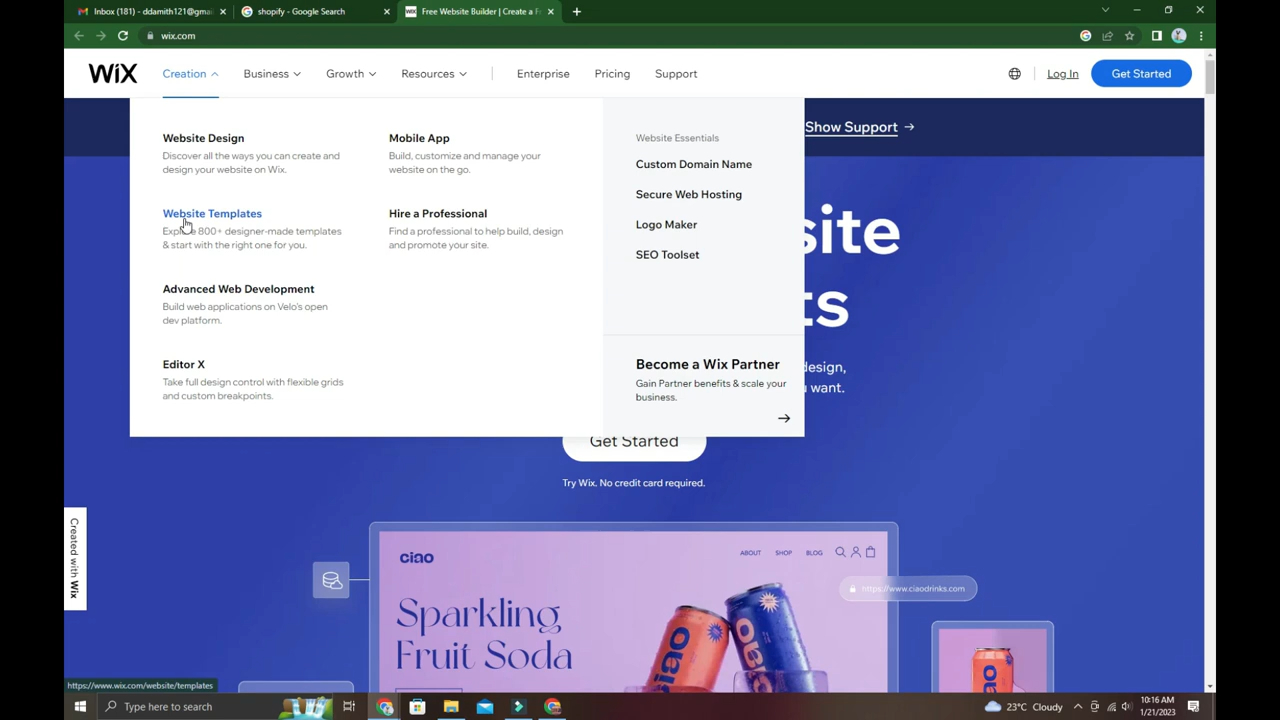 Inbox (181) - ddamith121@gmai
shopify - Google Search
WiX
Free Website Builder | Create a F
wix.com
WiX
Creation
Business
Growth
Resources
Enterprise
Pricing
Support
Log In
Get Started
Show Support
Website Design
Discover all the ways you can create and
design your website on Wix.
Website Templates
800+ designer-made templates
& start with the right one for you.
Advanced Web Development
Build web applications on Velo's open
dev platform.
Editor X
Take full design control with flexible grids
and custom breakpoints.
Mobile App
Build, customize and manage your
website on the go.
Hire a Professional
Find a professional to help build, design
and promote your site.
Website Essentials
Custom Domain Name
Secure Web Hosting
Logo Maker
SEO Toolset
Become a Wix Partner
Gain Partner benefits & scale your
business.
site
ts
design,
u want.
Get Started
Try Wix. No credit card required.
Created with Wix
ciao
ABOUT
SHOP
BLOG
https://www.ciaodrinks.com
Sparkling
Fruit Soda
https://www.wix.com/website/templates
Type here to search
23°C Cloudy
10:16 AM
1/21/2023